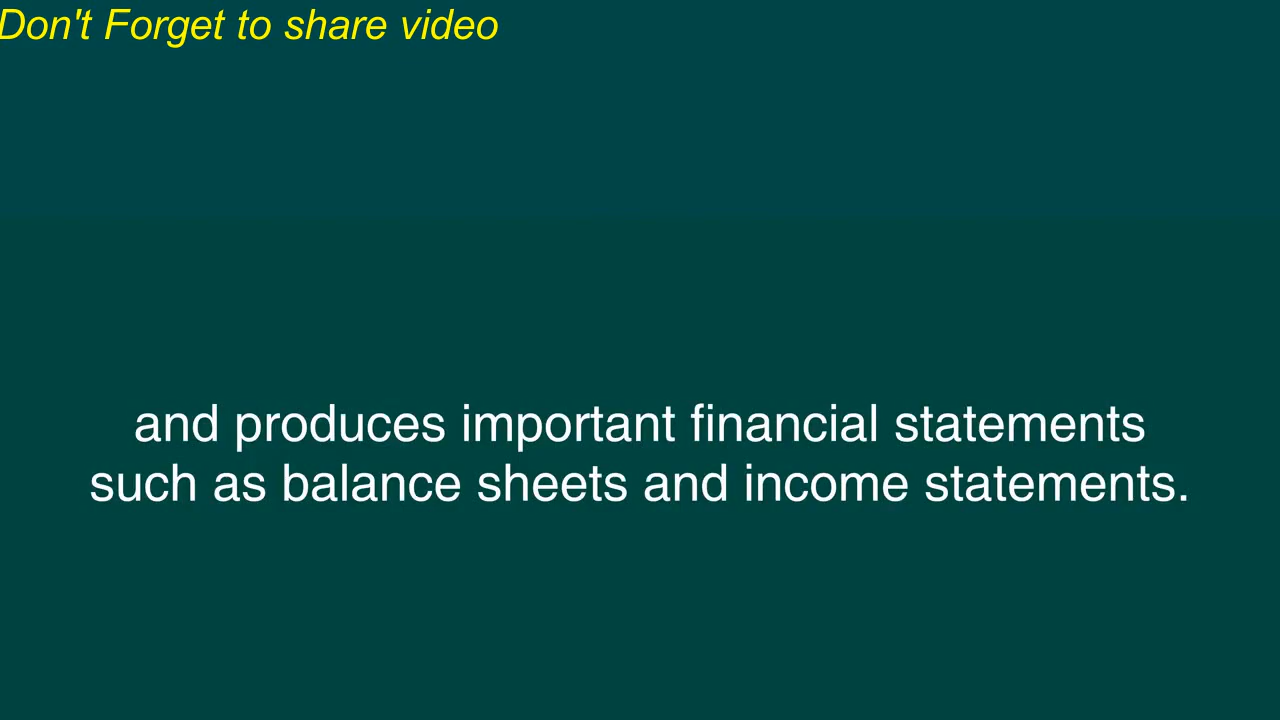 Don't Forget to share video
and produces important financial statements
such as balance sheets and income statements.